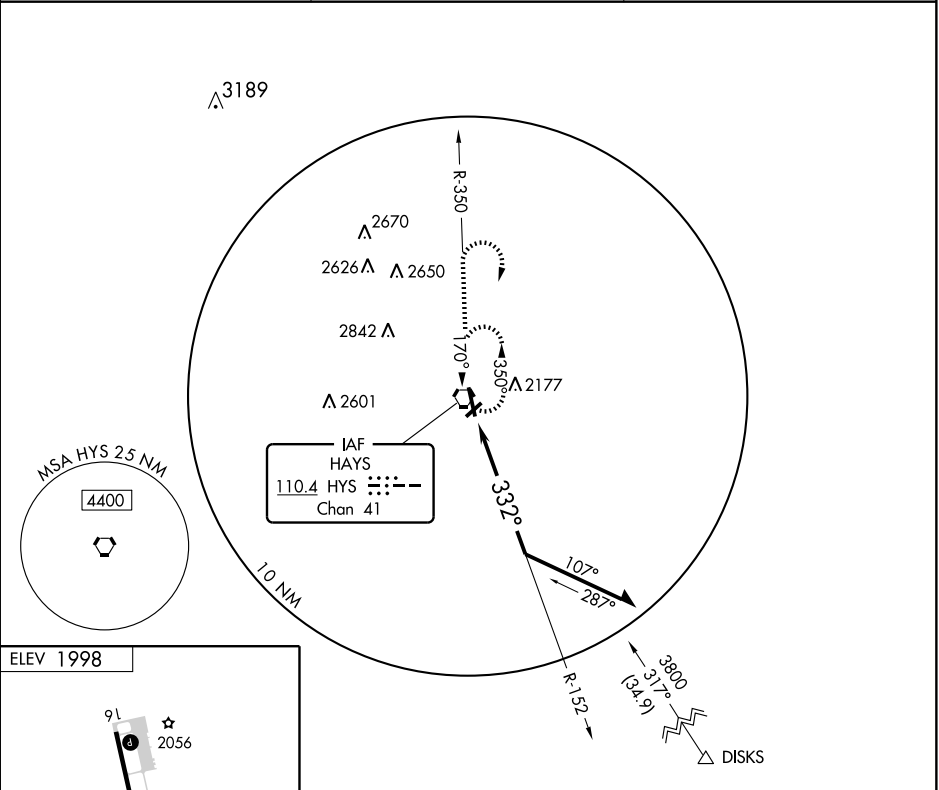 3189
R-350
2670
2626
2650
2842
170°
350°
2177
2601
IAF
HAYS
110.4 HYS
Chan 41
MSA HYS 25 NM
4400
332°
10 NM
107°
287°
R-152
3800
317°
(34.9)
DISKS
ELEV 1998
16
P
2056